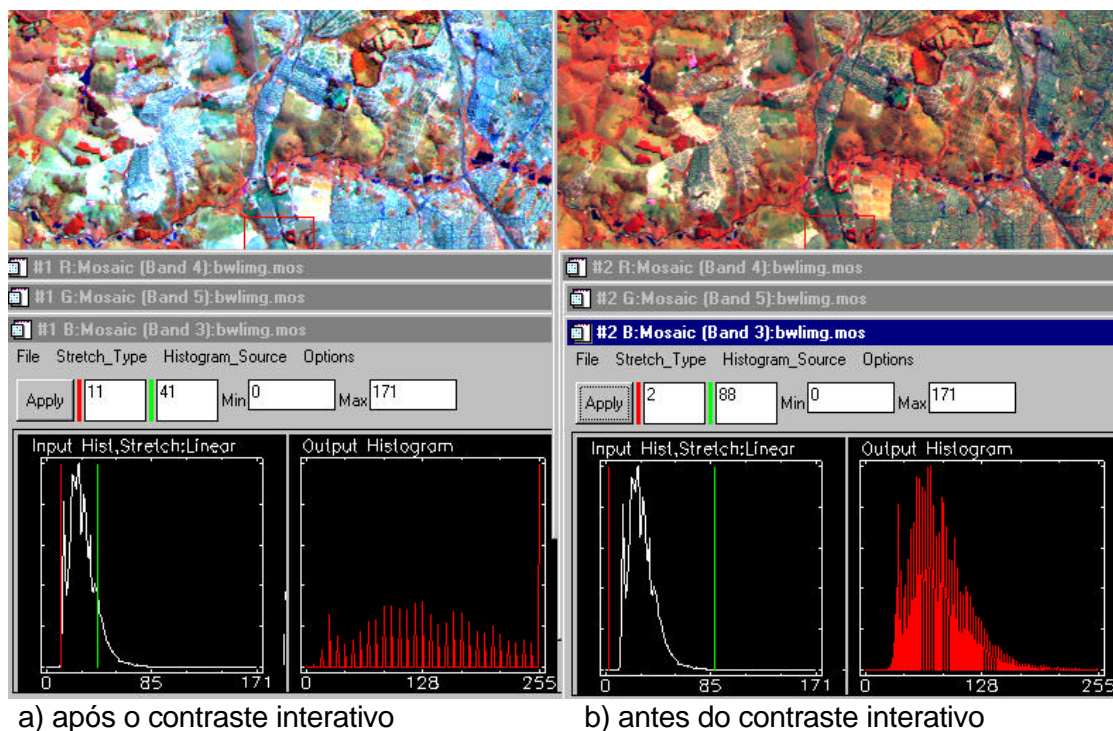 #1 R:Mosaic (Band 4):bwlimg.mos
#1 G:Mosaic (Band 5):bwlimg.mos
#1 B:Mosaic (Band 3):bwlimg.mos
File Stretch_Type Histogram_Source Options
Apply 11 41 Min 0 Max 171
Input Hist,Stretch:Linear Output Histogram
0 85 171 0 128 255
a) após o contraste interativo
#2 R:Mosaic (Band 4):bwlimg.mos
#2 G:Mosaic (Band 5):bwlimg.mos
#2 B:Mosaic (Band 3):bwlimg.mos
File Stretch_Type Histogram_Source Options
Apply 2 88 Min 0 Max 171
Input Hist,Stretch:Linear Output Histogram
0 85 171 0 128 255
b) antes do contraste interativo